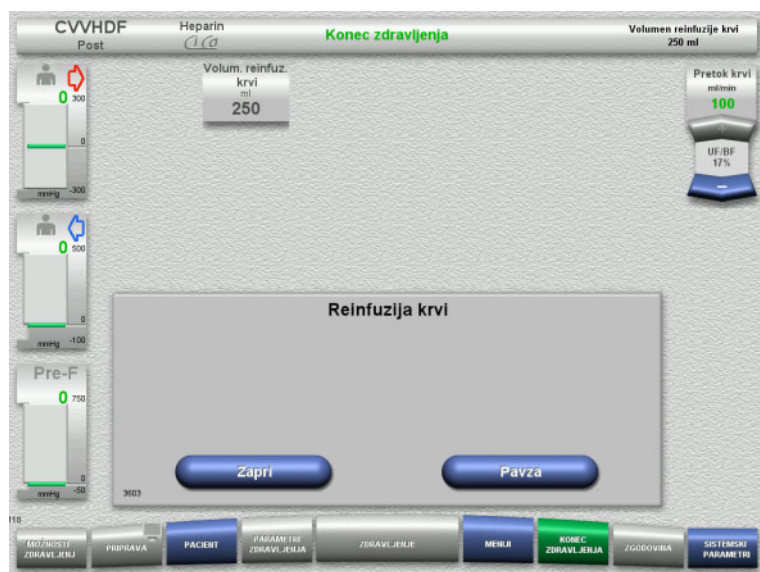 CVVHDF
Post
Heparin
Ci Ca
Konec zdravljenja
Volumen reinfuzije krvi
250 ml
Volum. reinfuz.
krvi
ml
250
Pretok krvi
ml/min
100
+
UF/BF
17%
−
0
300
0
-300
mmHg
0
500
0
-100
mmHg
Pre-F
0
750
0
-50
mmHg
Reinfuzija krvi
Zapri
Pavza
3603
310
MOŽNOSTI
ZDRAVLJENJ
PRIPRAVA
PACIENT
PARAMETRI
ZDRAVLJENJA
ZDRAVLJENJE
MENIJI
KONEC
ZDRAVLJENJA
ZGODOVINA
SISTEMSKI
PARAMETRI